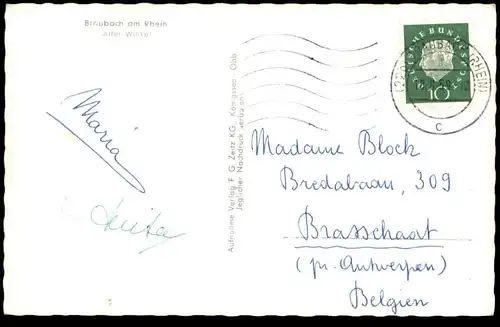 Braubach am Rhein
Alter Winkel
Maria
Anita
Aufnahme Verlag F. G. Zeitz KG., Königssee - Obb
Jeglicher Nachdruck verboten!
DEUTSCHE BUNDESPOST
10
(RHEIN)
c
Madame Block
Bredabaan, 309
Brasschaat
(pr. Antwerpen)
Belgien